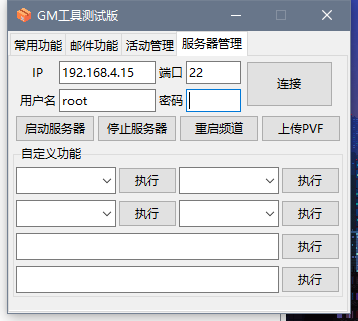 GM工具测试版
常用功能 邮件功能 活动管理 服务器管理
IP 192.168.4.15 端口 22 连接
用户名 root 密码
启动服务器 停止服务器 重启频道 上传PVF
自定义功能
执行 执行
执行 执行
执行
执行